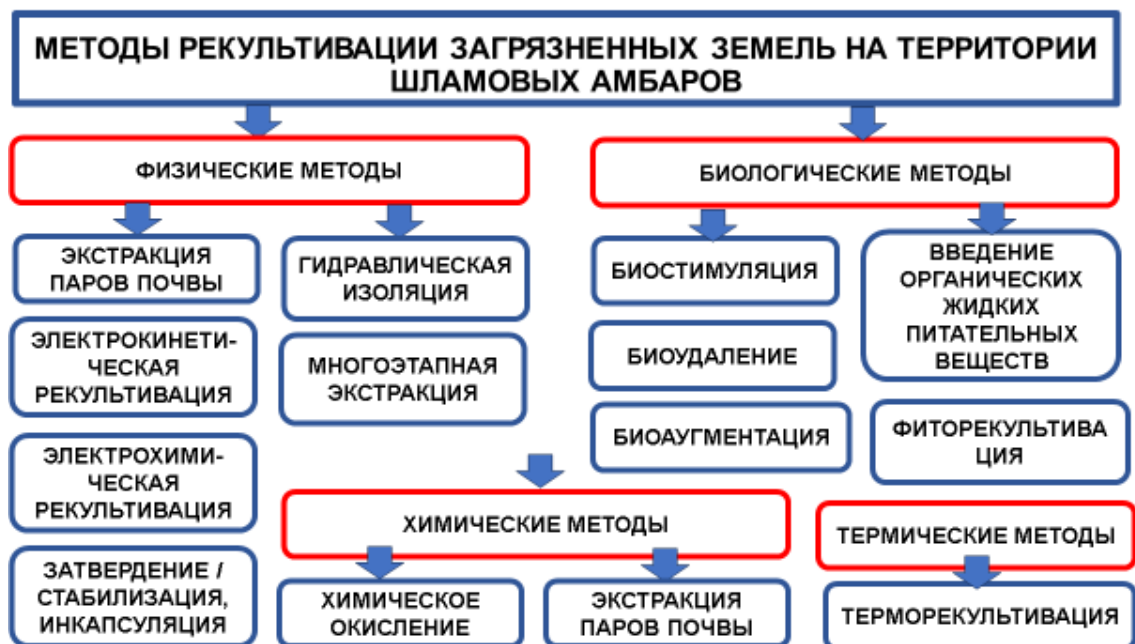 МЕТОДЫ РЕКУЛЬТИВАЦИИ ЗАГРЯЗНЕННЫХ ЗЕМЕЛЬ НА ТЕРРИТОРИИ
ШЛАМОВЫХ АМБАРОВ
ФИЗИЧЕСКИЕ МЕТОДЫ
ЭКСТРАКЦИЯ
ПАРОВ ПОЧВЫ
ЭЛЕКТРОКИНЕТИ-
ЧЕСКАЯ
РЕКУЛЬТИВАЦИЯ
ЭЛЕКТРОХИМИ-
ЧЕСКАЯ
РЕКУЛЬТИВАЦИЯ
ЗАТВЕРДЕНИЕ /
СТАБИЛИЗАЦИЯ,
ИНКАПСУЛЯЦИЯ
ГИДРАВЛИЧЕСКАЯ
ИЗОЛЯЦИЯ
МНОГОЭТАПНАЯ
ЭКСТРАКЦИЯ
БИОЛОГИЧЕСКИЕ МЕТОДЫ
БИОСТИМУЛЯЦИЯ
БИОУДАЛЕНИЕ
БИОАУГМЕНТАЦИЯ
ВВЕДЕНИЕ
ОРГАНИЧЕСКИХ
ЖИДКИХ
ПИТАТЕЛЬНЫХ
ВЕЩЕСТВ
ФИТОРЕКУЛЬТИВА
ЦИЯ
ХИМИЧЕСКИЕ МЕТОДЫ
ХИМИЧЕСКОЕ
ОКИСЛЕНИЕ
ЭКСТРАКЦИЯ
ПАРОВ ПОЧВЫ
ТЕРМИЧЕСКИЕ МЕТОДЫ
ТЕРМОРЕКУЛЬТИВАЦИЯ